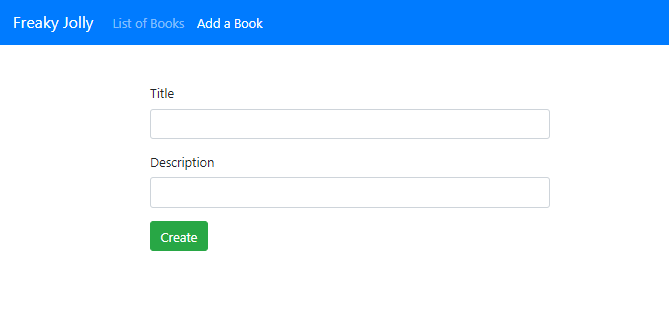 Freaky Jolly List of Books Add a Book
Title
Description
Create